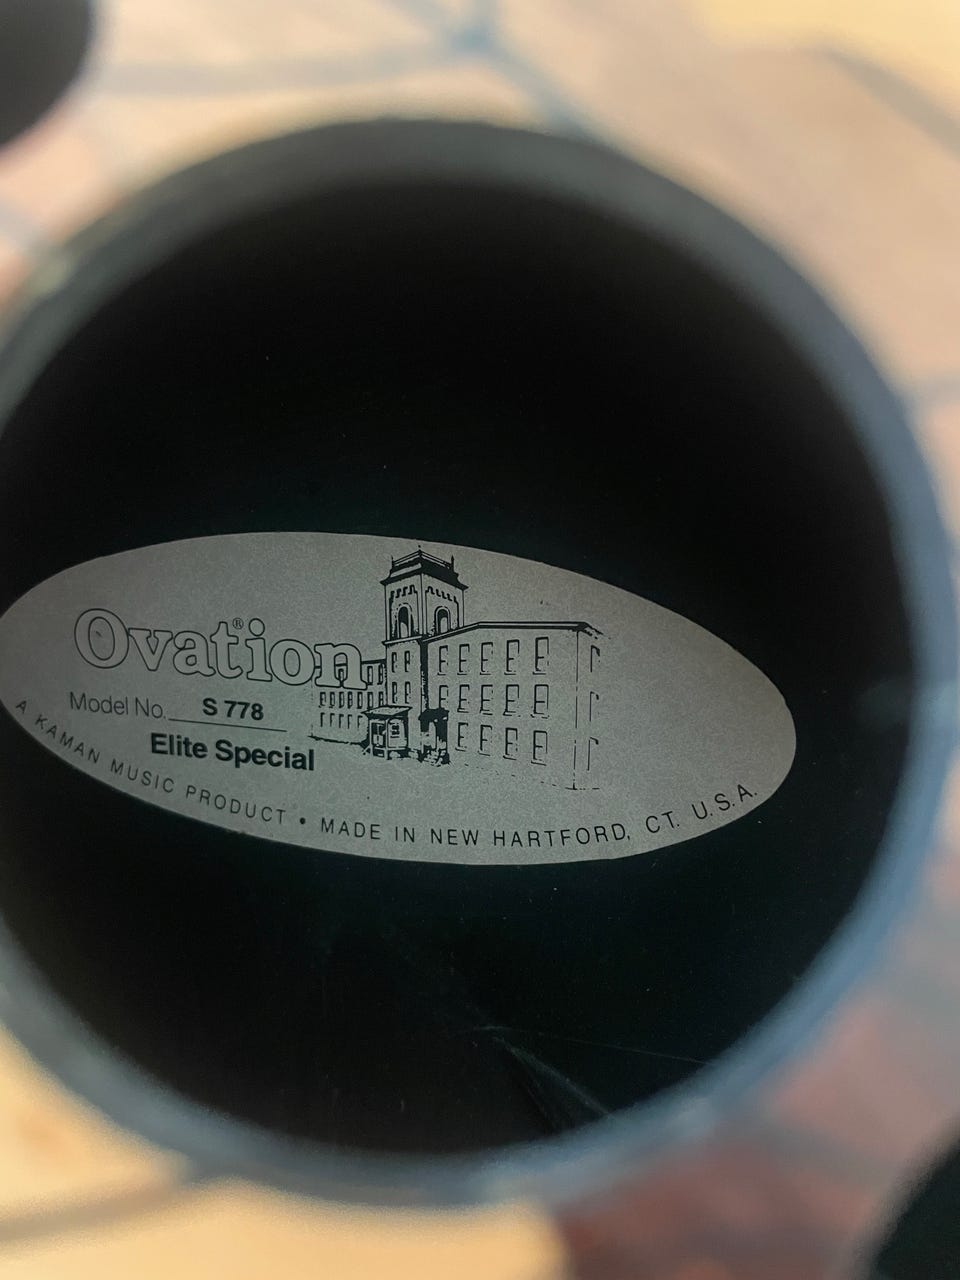 Ovation®
Model No. S 778
Elite Special
A KAMAN MUSIC PRODUCT • MADE IN NEW HARTFORD, CT. U.S.A.